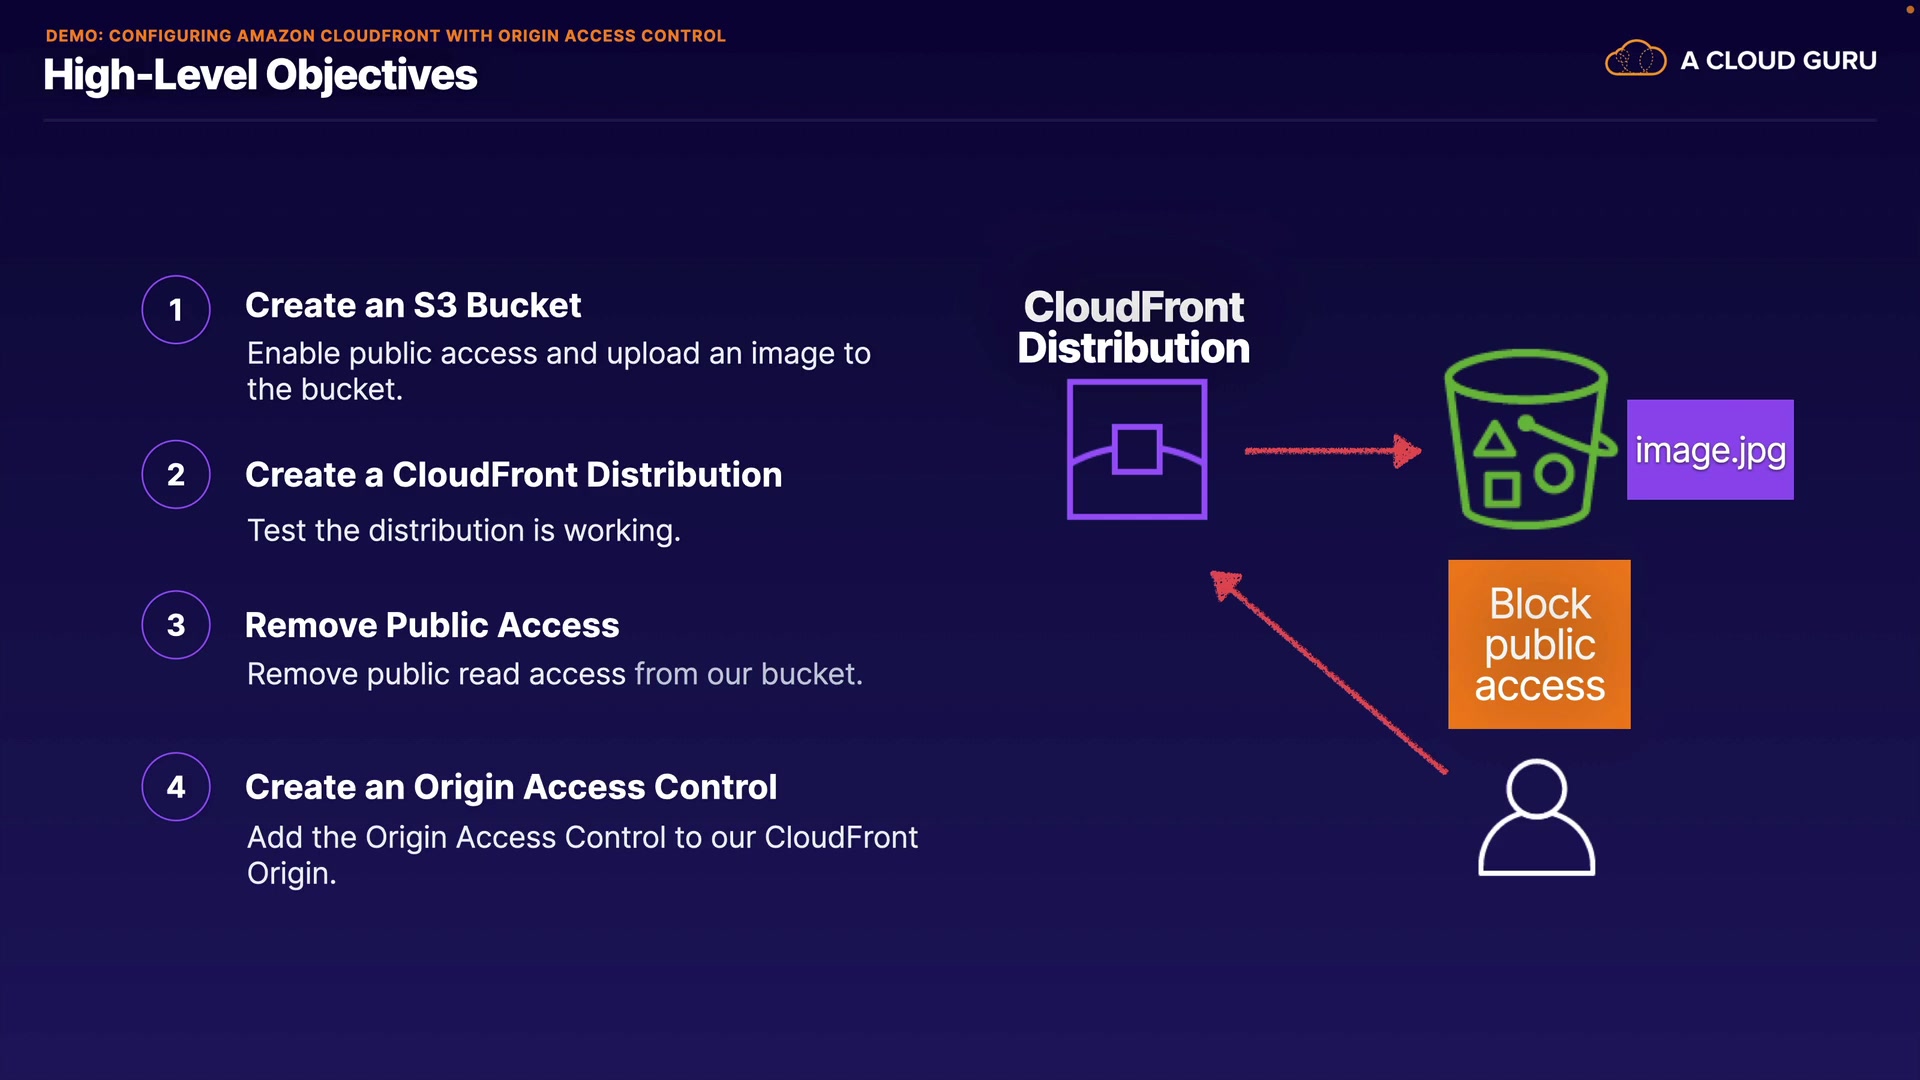 DEMO: CONFIGURING AMAZON CLOUDFRONT WITH ORIGIN ACCESS CONTROL
High-Level Objectives
A CLOUD GURU
1
Create an S3 Bucket
Enable public access and upload an image to
the bucket.
2
Create a CloudFront Distribution
Test the distribution is working.
3
Remove Public Access
Remove public read access from our bucket.
4
Create an Origin Access Control
Add the Origin Access Control to our CloudFront
Origin.
CloudFront
Distribution
image.jpg
Block
public
access